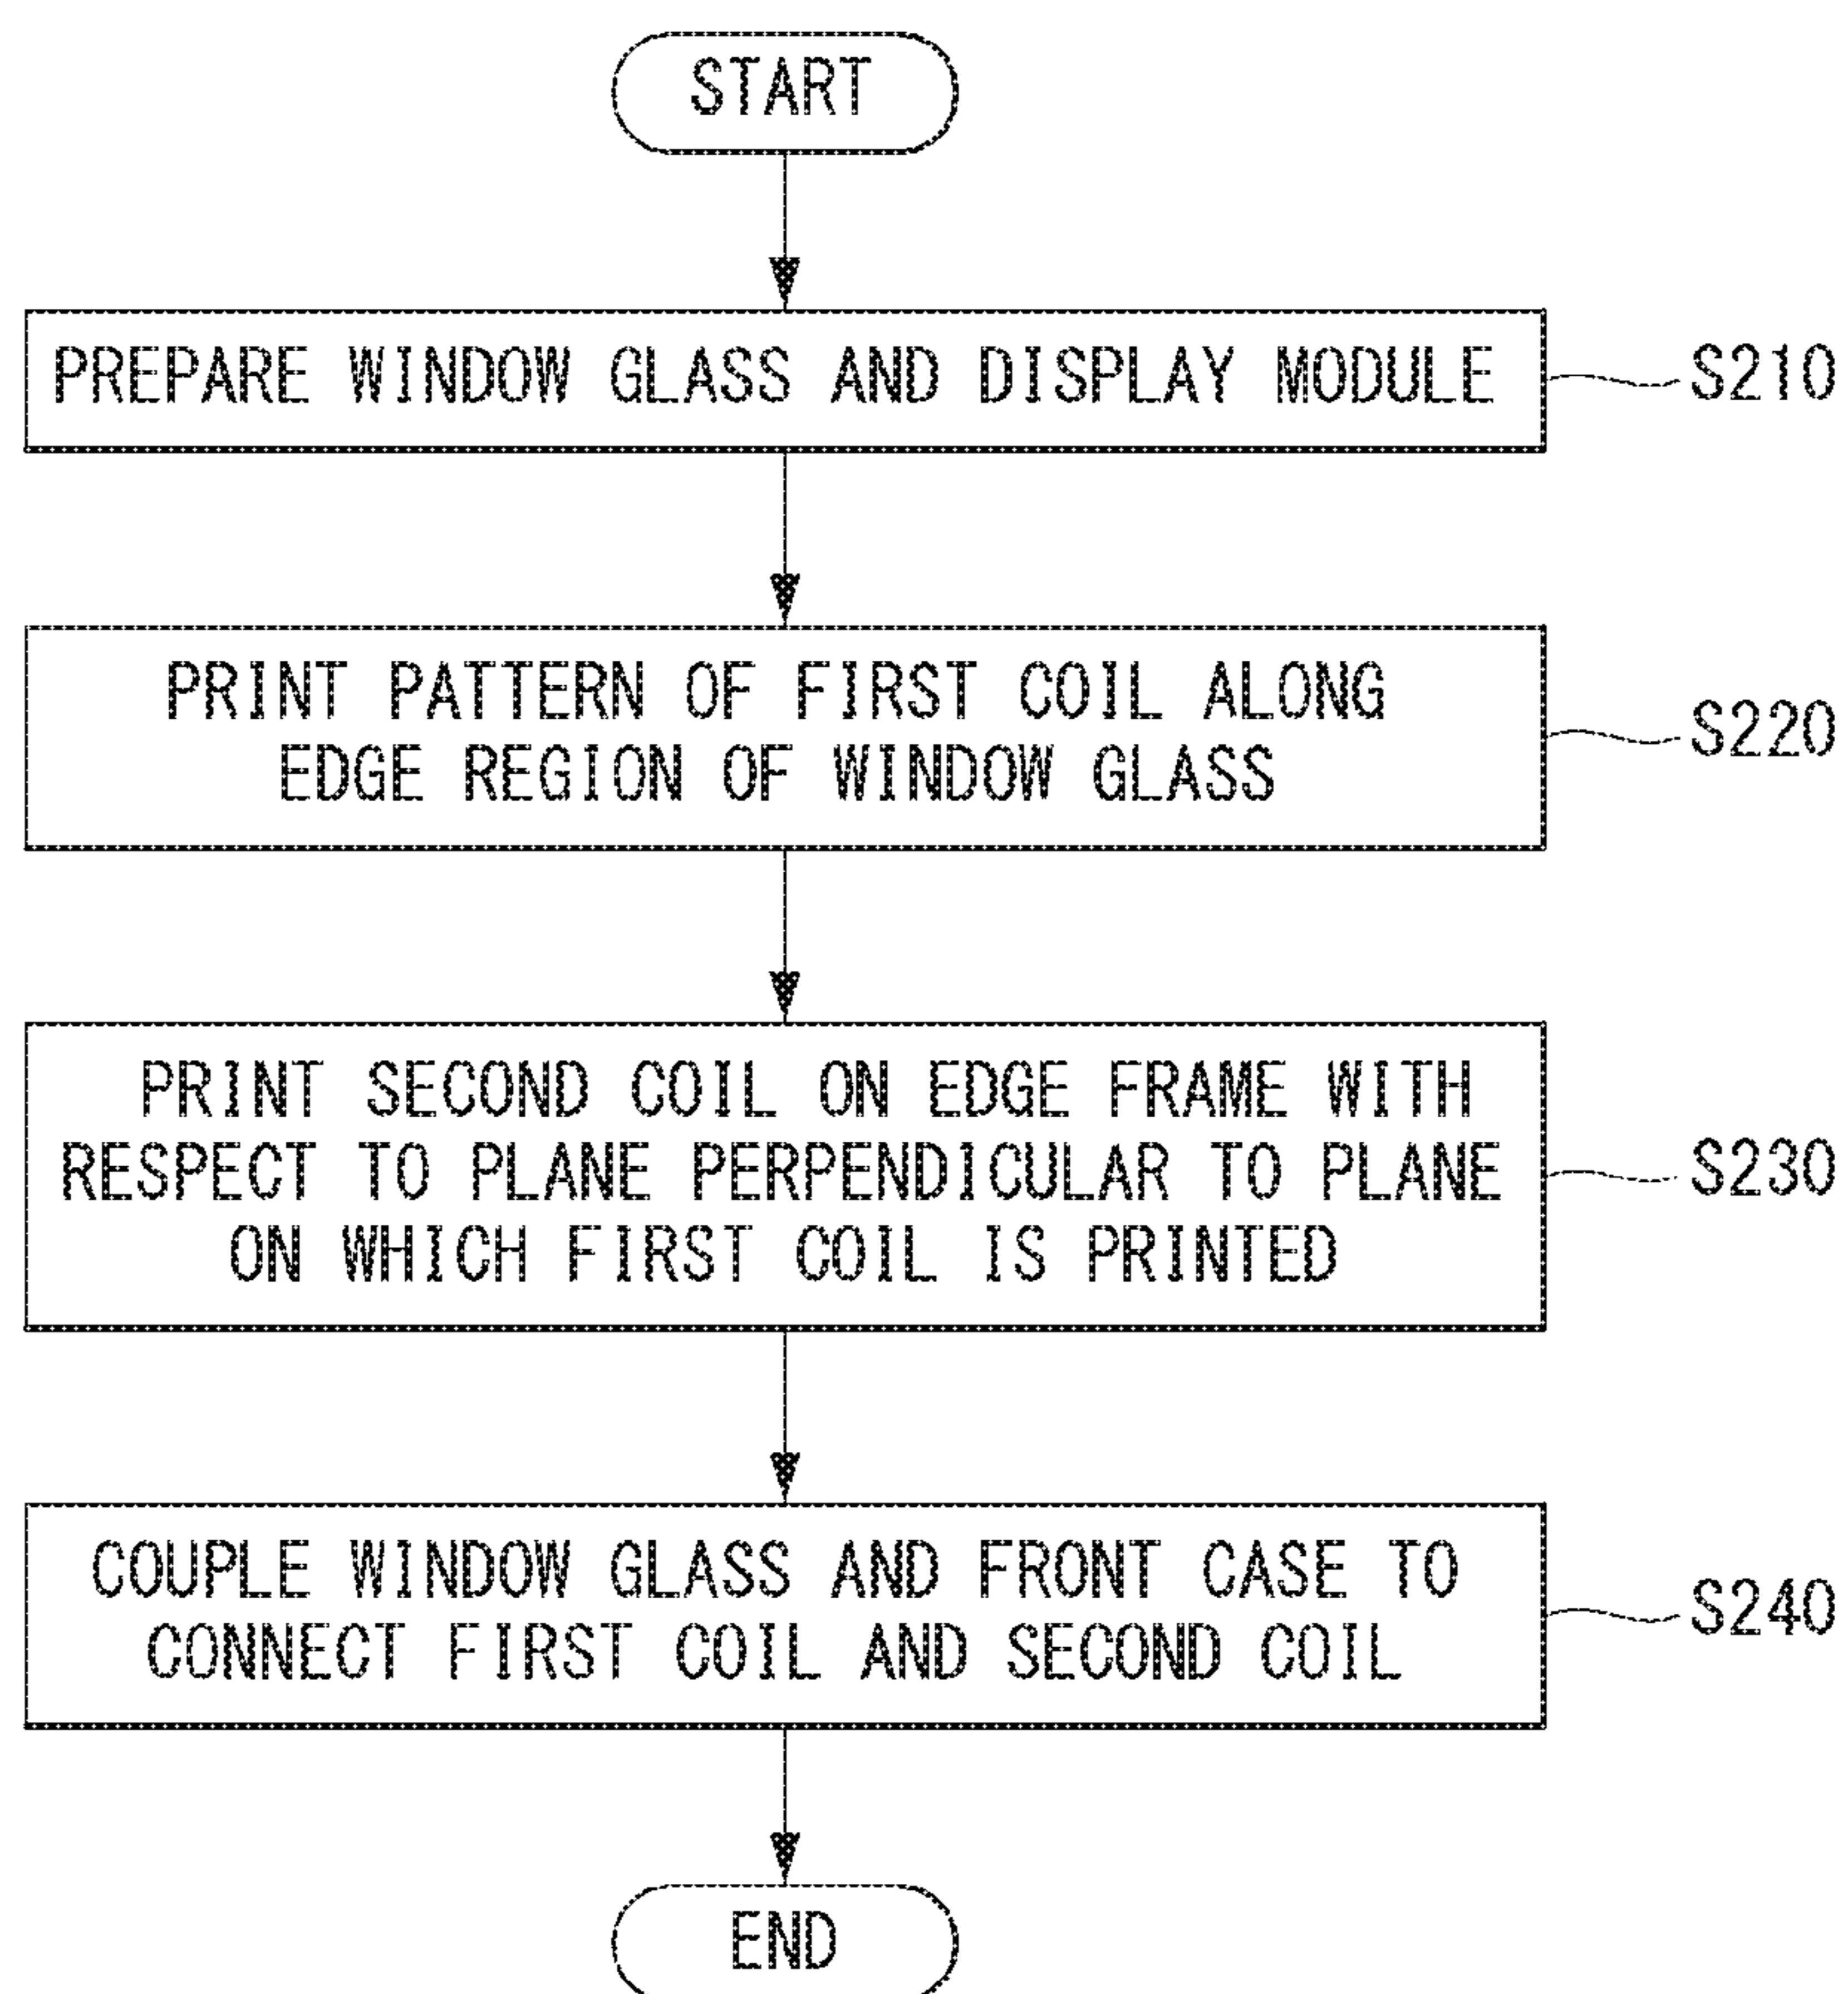 START
PREPARE WINDOW GLASS AND DISPLAY MODULE
S210
PRINT PATTERN OF FIRST COIL ALONG
EDGE REGION OF WINDOW GLASS
S220
PRINT SECOND COIL ON EDGE FRAME WITH
RESPECT TO PLANE PERPENDICULAR TO PLANE
ON WHICH FIRST COIL IS PRINTED
S230
COUPLE WINDOW GLASS AND FRONT CASE TO
CONNECT FIRST COIL AND SECOND COIL
S240
END